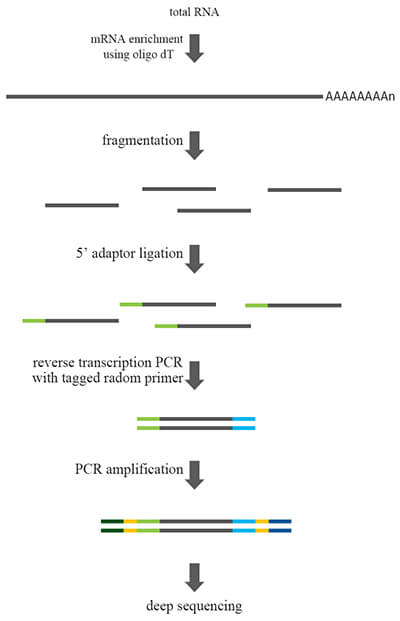 total RNA
mRNA enrichment
using oligo dT
AAAAAAAAn
fragmentation
5' adaptor ligation
reverse transcription PCR
with tagged radom primer
PCR amplification
deep sequencing